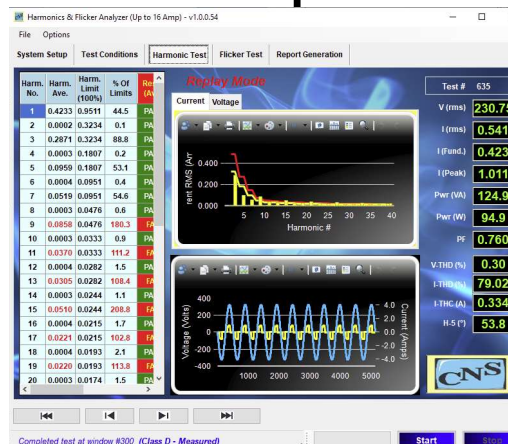 Harmonics & Flicker Analyzer (Up to 16 Amp) - v1.0.0.54
File Options
System Setup Test Conditions Harmonic Test Flicker Test Report Generation
Replay Mode
Harm. No. Harm. Ave. Harm. Limit (100%) % Of Limits Re (Av
1 0.4233 0.9511 44.5 PA
2 0.0002 0.3234 0.1 PA
3 0.2871 0.3234 88.8 PA
4 0.0003 0.1807 0.2 PA
5 0.0959 0.1807 53.1 PA
6 0.0004 0.0951 0.4 PA
7 0.0519 0.0951 54.6 PA
8 0.0003 0.0476 0.6 PA
9 0.0858 0.0476 180.3 FA
10 0.0003 0.0333 0.9 PA
11 0.0370 0.0333 111.2 FA
12 0.0004 0.0282 1.5 PA
13 0.0305 0.0282 108.4 FA
14 0.0003 0.0244 1.1 PA
15 0.0510 0.0244 208.8 FA
16 0.0004 0.0215 1.7 PA
17 0.0221 0.0215 102.8 FA
18 0.0004 0.0193 2.1 PA
19 0.0220 0.0193 113.8 FA
20 0.0003 0.0174 1.5 PA
Current Voltage
rent RMS (Arr
0.400
0.200
0.000
5 10 15 20 25 30 35 40
Harmonic #
Voltage (Volts)
400
200
0
-200
-400
4.0
2.0
0.0
-2.0
-4.0
Current (Amps)
1000 2000 3000 4000 5000
Test # 635
V (rms) 230.75
I (rms) 0.541
I (Fund.) 0.423
I (Peak) 1.011
Pwr (VA) 124.9
Pwr (W) 94.9
PF 0.760
V-THD (%) 0.30
I-THD (%) 79.02
I-THC (A) 0.334
H-5 (°) 53.8
CNS
Completed test at window #300 (Class D - Measured)
Start Stop